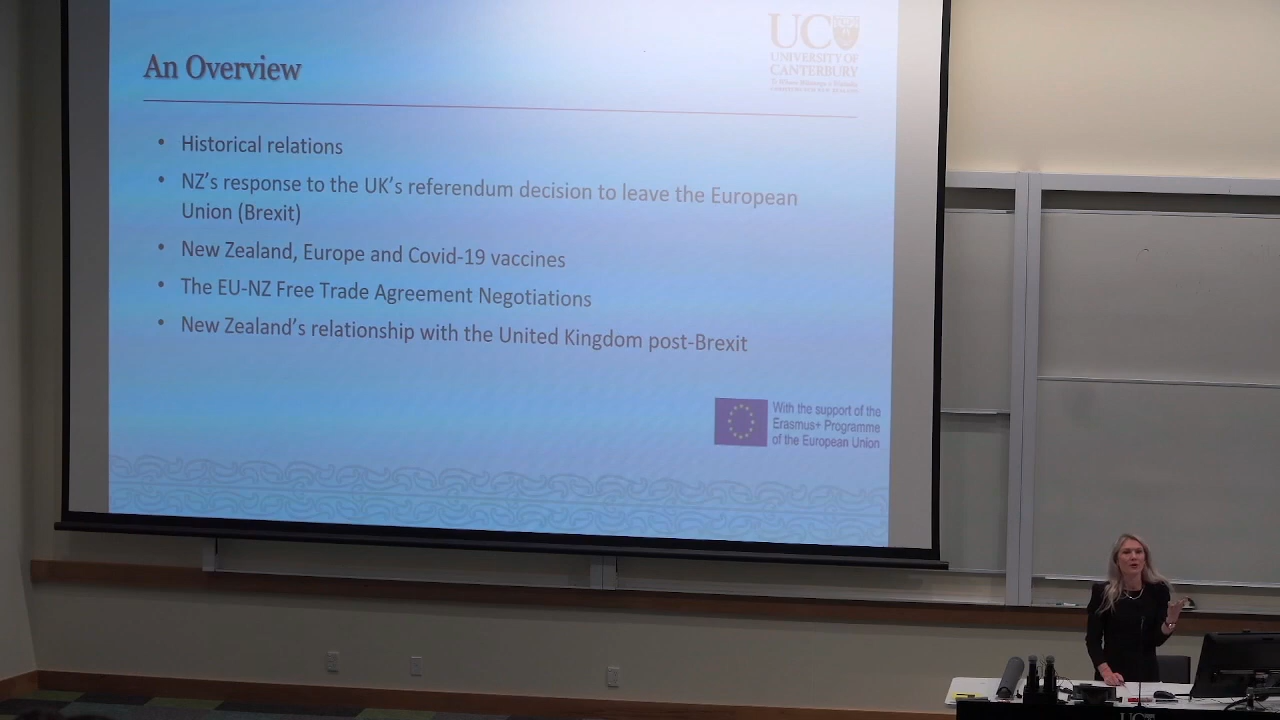 An Overview
UC
UNIVERSITY OF
CANTERBURY
• Historical relations
• NZ's response to the UK's referendum decision to leave the European
Union (Brexit)
• New Zealand, Europe and Covid-19 vaccines
• The EU-NZ Free Trade Agreement Negotiations
• New Zealand's relationship with the United Kingdom post-Brexit
With the support of the
Erasmus+ Programme
of the European Union